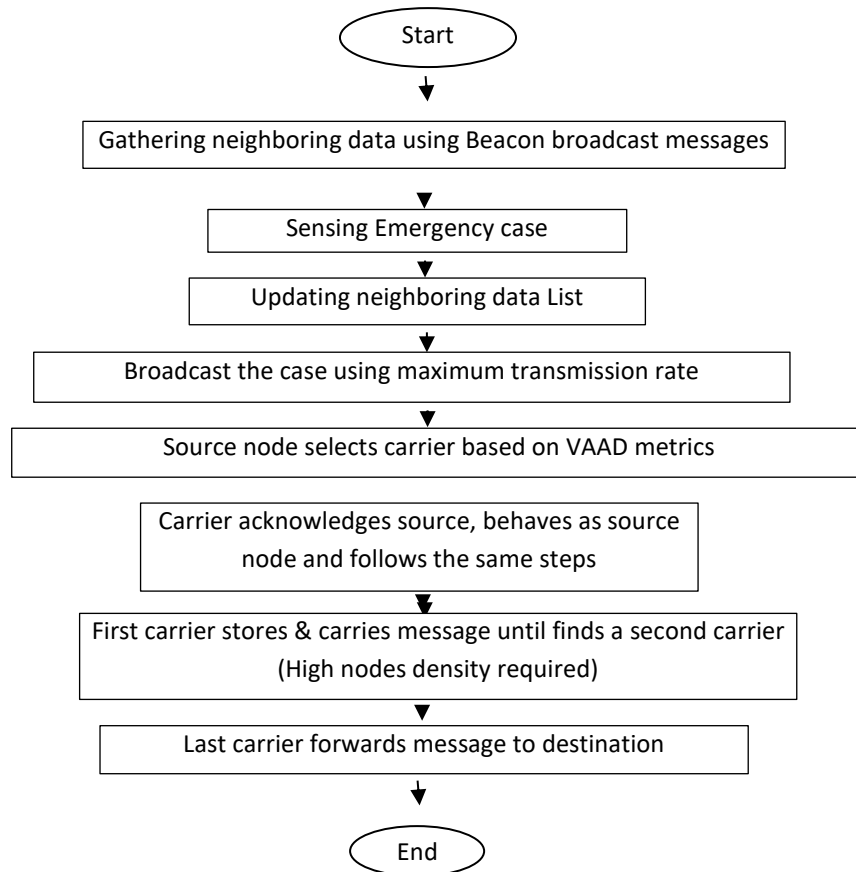 Start
Gathering neighboring data using Beacon broadcast messages
Sensing Emergency case
Updating neighboring data List
Broadcast the case using maximum transmission rate
Source node selects carrier based on VAAD metrics
Carrier acknowledges source, behaves as source
node and follows the same steps
First carrier stores & carries message until finds a second carrier
(High nodes density required)
Last carrier forwards message to destination
End